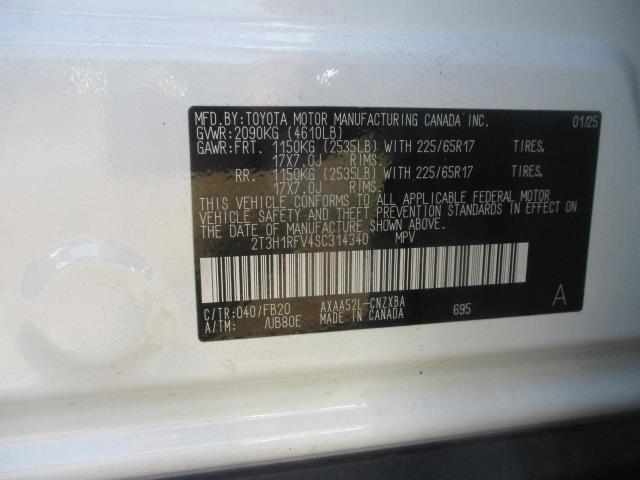 MFD.BY:TOYOTA MOTOR MANUFACTURING CANADA INC. 01/25
GVWR:2090KG (4610LB)
GAWR:FRT. 1150KG (2535LB) WITH 225/65R17 TIRES,
17X7.0J RIMS.
RR. 1150KG (2535LB) WITH 225/65R17 TIRES,
17X7.0J RIMS.
THIS VEHICLE CONFORMS TO ALL APPLICABLE FEDERAL MOTOR
VEHICLE SAFETY AND THEFT PREVENTION STANDARDS IN EFFECT ON
THE DATE OF MANUFACTURE SHOWN ABOVE.
2T3H1RFV4SC314340 MPV
C/TR:040/FB20 AXAA52L-CNZXBA 695 A
A/TM: /UB80E MADE IN CANADA